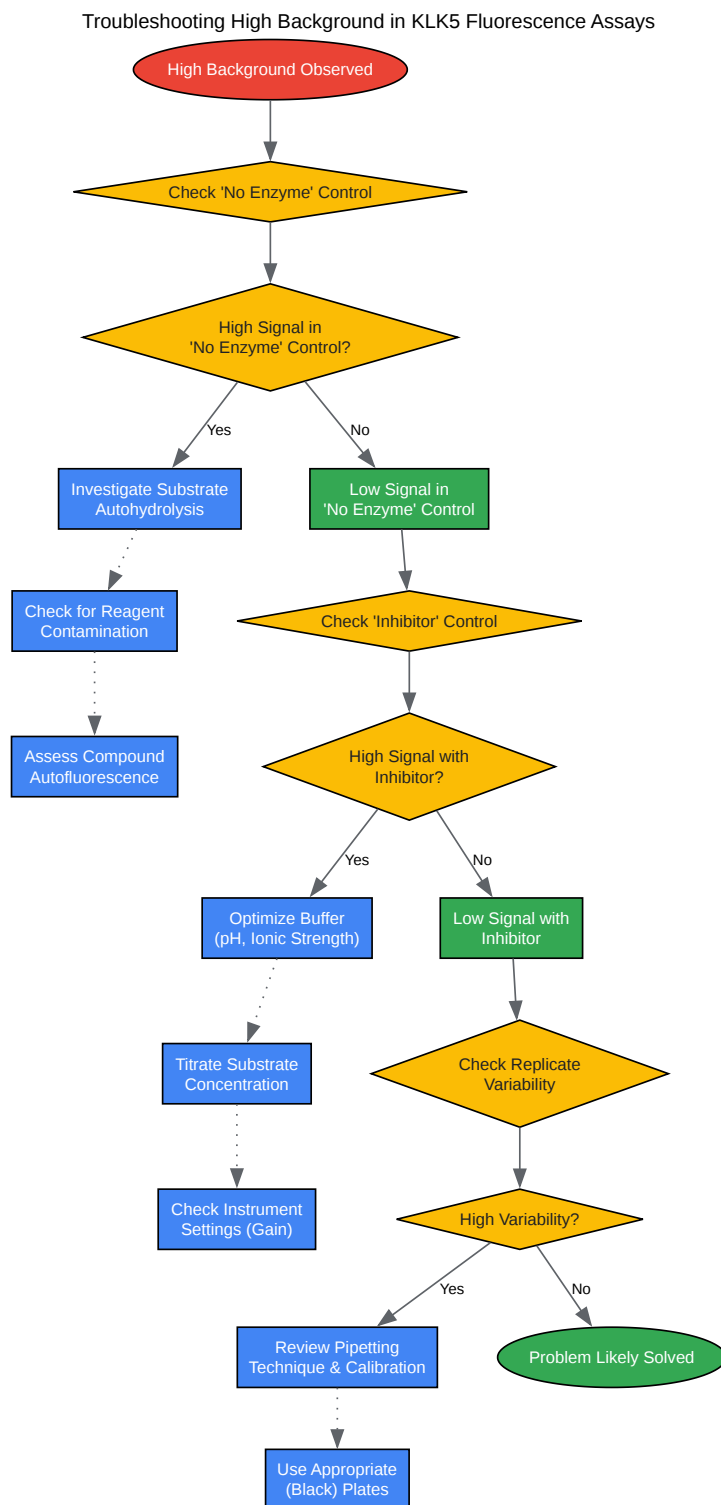 Troubleshooting High Background in KLK5 Fluorescence Assays
High Background Observed
Check 'No Enzyme' Control
High Signal in
'No Enzyme' Control?
Yes
No
Investigate Substrate
Autohydrolysis
Low Signal in
'No Enzyme' Control
Check for Reagent
Contamination
Check 'Inhibitor' Control
Assess Compound
Autofluorescence
High Signal with
Inhibitor?
Yes
No
Optimize Buffer
(pH, Ionic Strength)
Low Signal with
Inhibitor
Titrate Substrate
Concentration
Check Replicate
Variability
Check Instrument
Settings (Gain)
High Variability?
Yes
No
Review Pipetting
Technique & Calibration
Problem Likely Solved
Use Appropriate
(Black) Plates